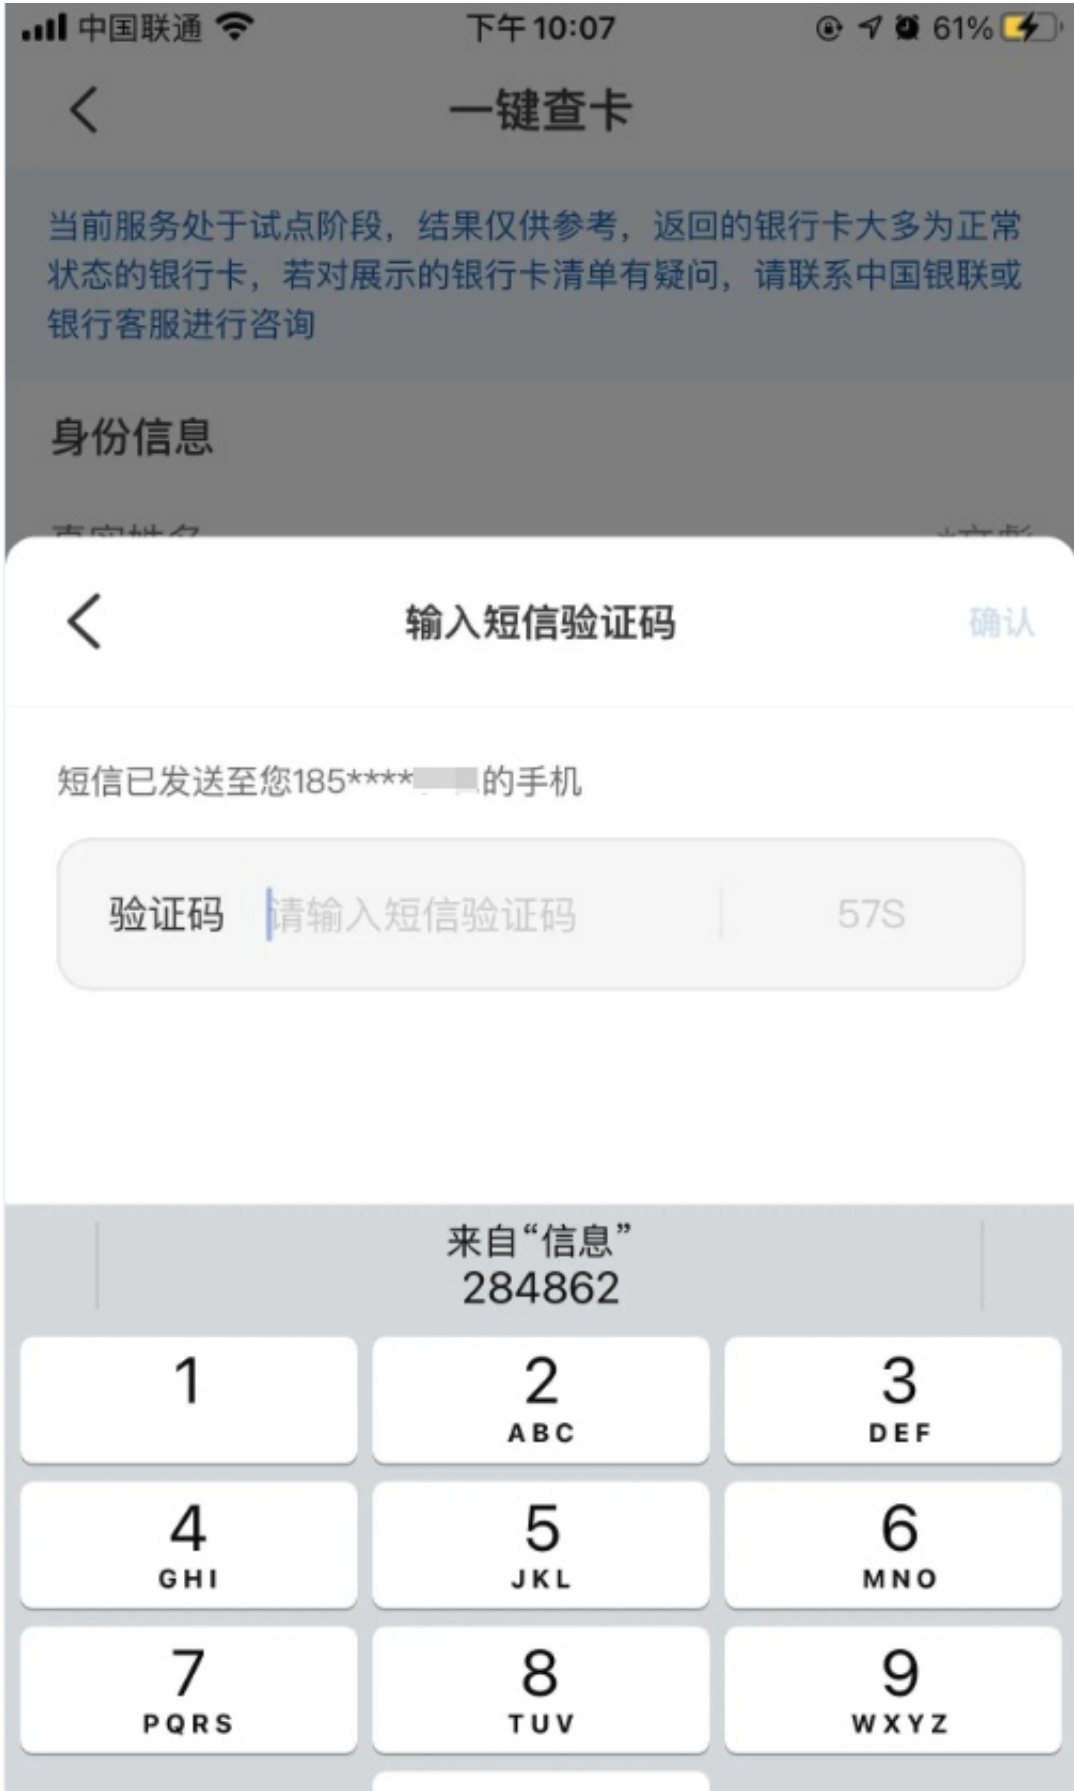 中国联通 下午10:07 61%
一键查卡
当前服务处于试点阶段，结果仅供参考，返回的银行卡大多为正常
状态的银行卡，若对展示的银行卡清单有疑问，请联系中国银联或
银行客服进行咨询
身份信息
真实姓名
输入短信验证码 确认
短信已发送至您185****的手机
验证码 请输入短信验证码 57S
来自“信息”
284862
1 2 3
ABC DEF
4 5 6
GHI JKL MNO
7 8 9
PQRS TUV WXYZ